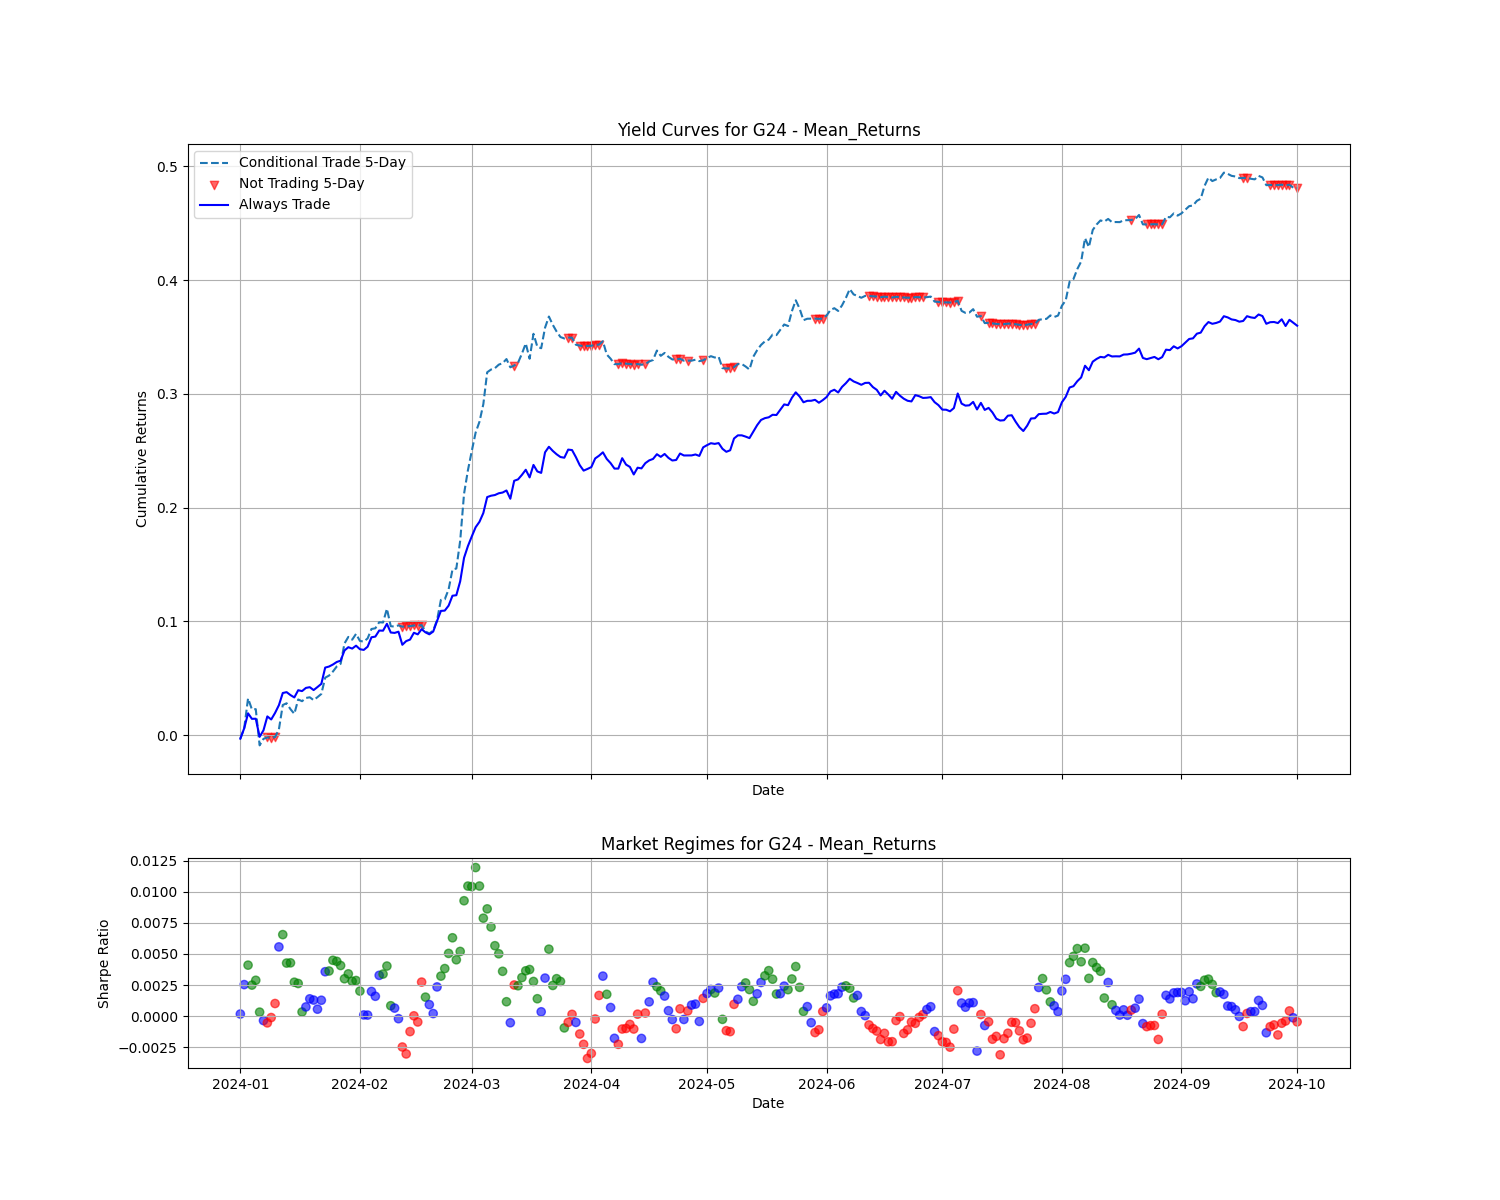 Yield Curves for G24 - Mean_Returns
Conditional Trade 5-Day
Not Trading 5-Day
Always Trade
0.5
0.4
0.3
0.2
0.1
0.0
Cumulative Returns
Date
Market Regimes for G24 - Mean_Returns
0.0125
0.0100
0.0075
0.0050
0.0025
0.0000
−0.0025
Sharpe Ratio
2024-01 2024-02 2024-03 2024-04 2024-05 2024-06 2024-07 2024-08 2024-09 2024-10
Date